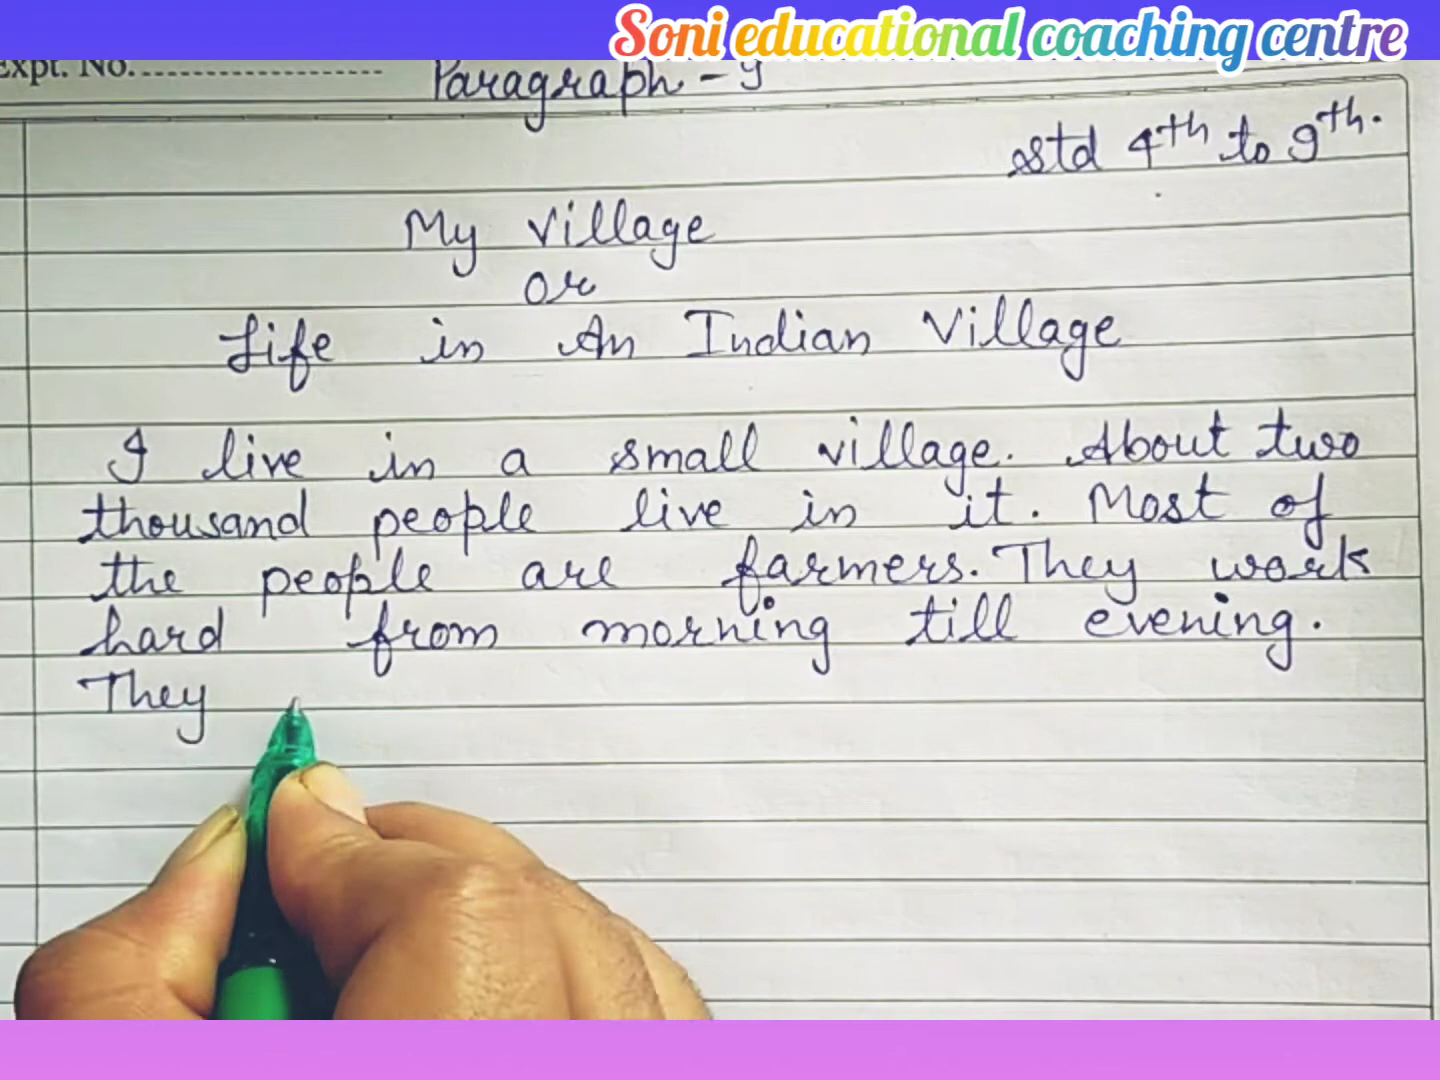 Soni educational coaching centre
Expt. No.
Paragraph - 9
std 4th to 9th.
My Village
Or
Life in An Indian Village
I live in a small village. About two
thousand people live in it. Most of
the people are farmers. They work
hard from morning till evening.
They